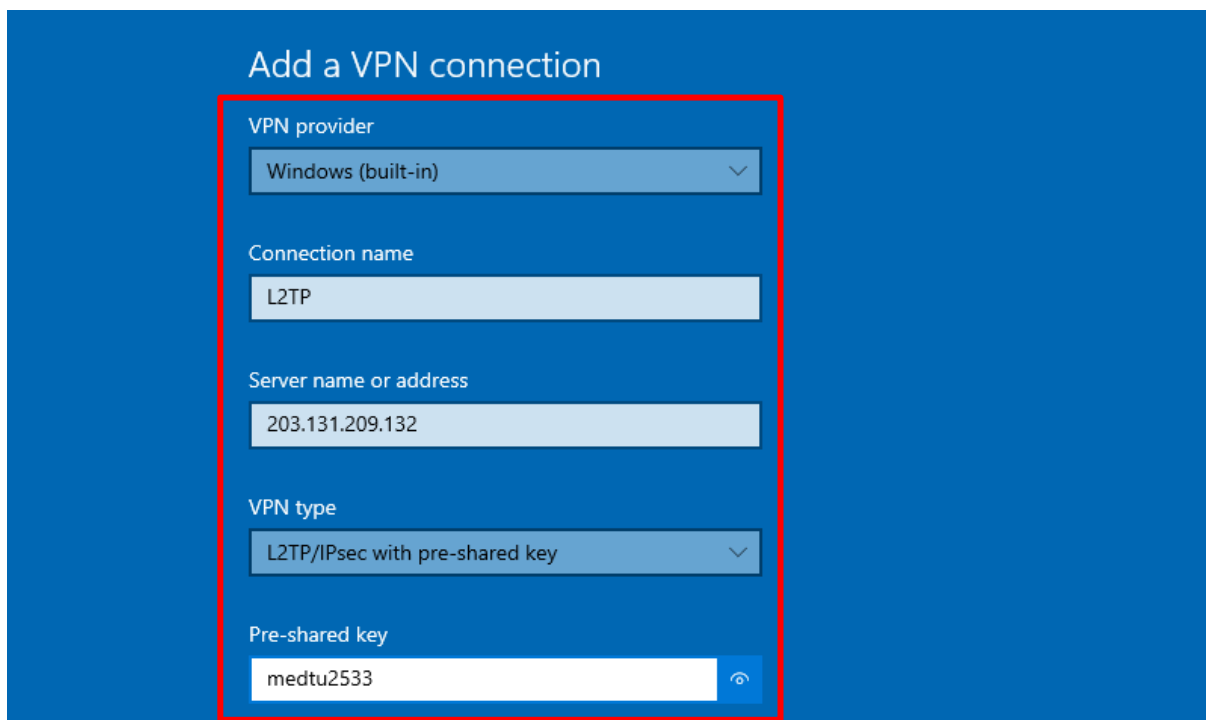 Add a VPN connection
VPN provider
Windows (built-in)
Connection name
L2TP
Server name or address
203.131.209.132
VPN type
L2TP/IPsec with pre-shared key
Pre-shared key
medtu2533